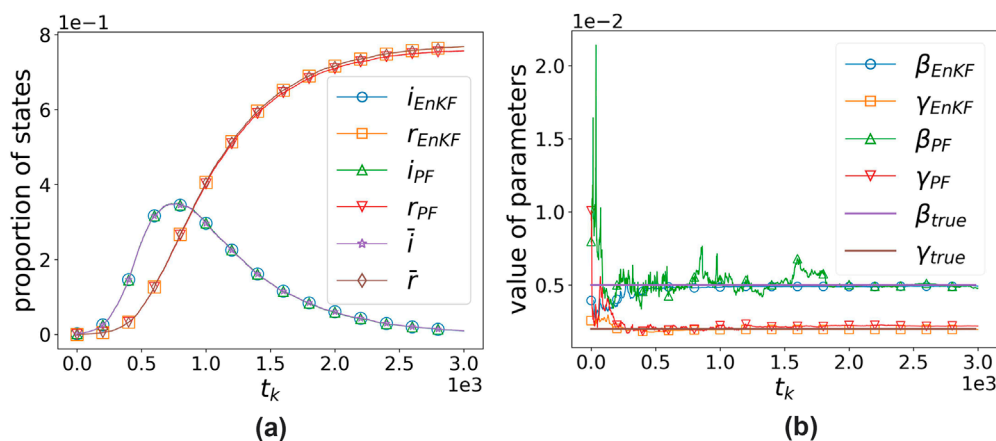 1e-1
proportion of states
8
6
4
2
0
i_EnKF
r_EnKF
i_PF
r_PF
ī
r̄
0.0 0.5 1.0 1.5 2.0 2.5 3.0
t_k 1e3
(a)
1e-2
value of parameters
2.0
1.5
1.0
0.5
β_EnKF
γ_EnKF
β_PF
γ_PF
β_true
γ_true
0.0 0.5 1.0 1.5 2.0 2.5 3.0
t_k 1e3
(b)